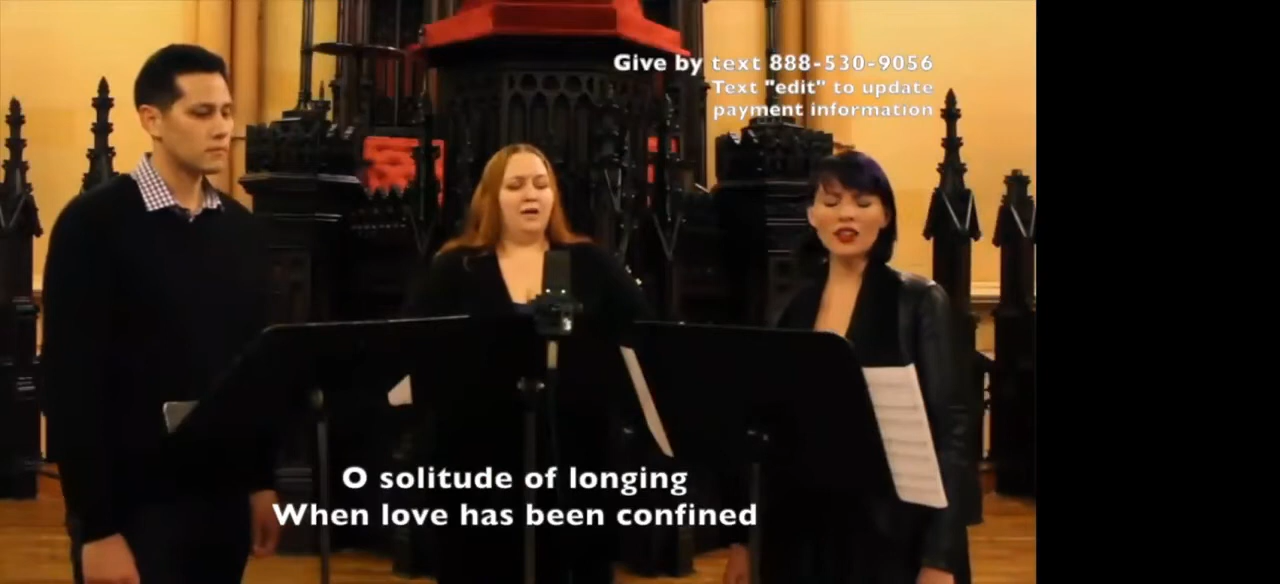 Give by text 888-530-9056
Text "edit" to update
payment information
O solitude of longing
When love has been confined